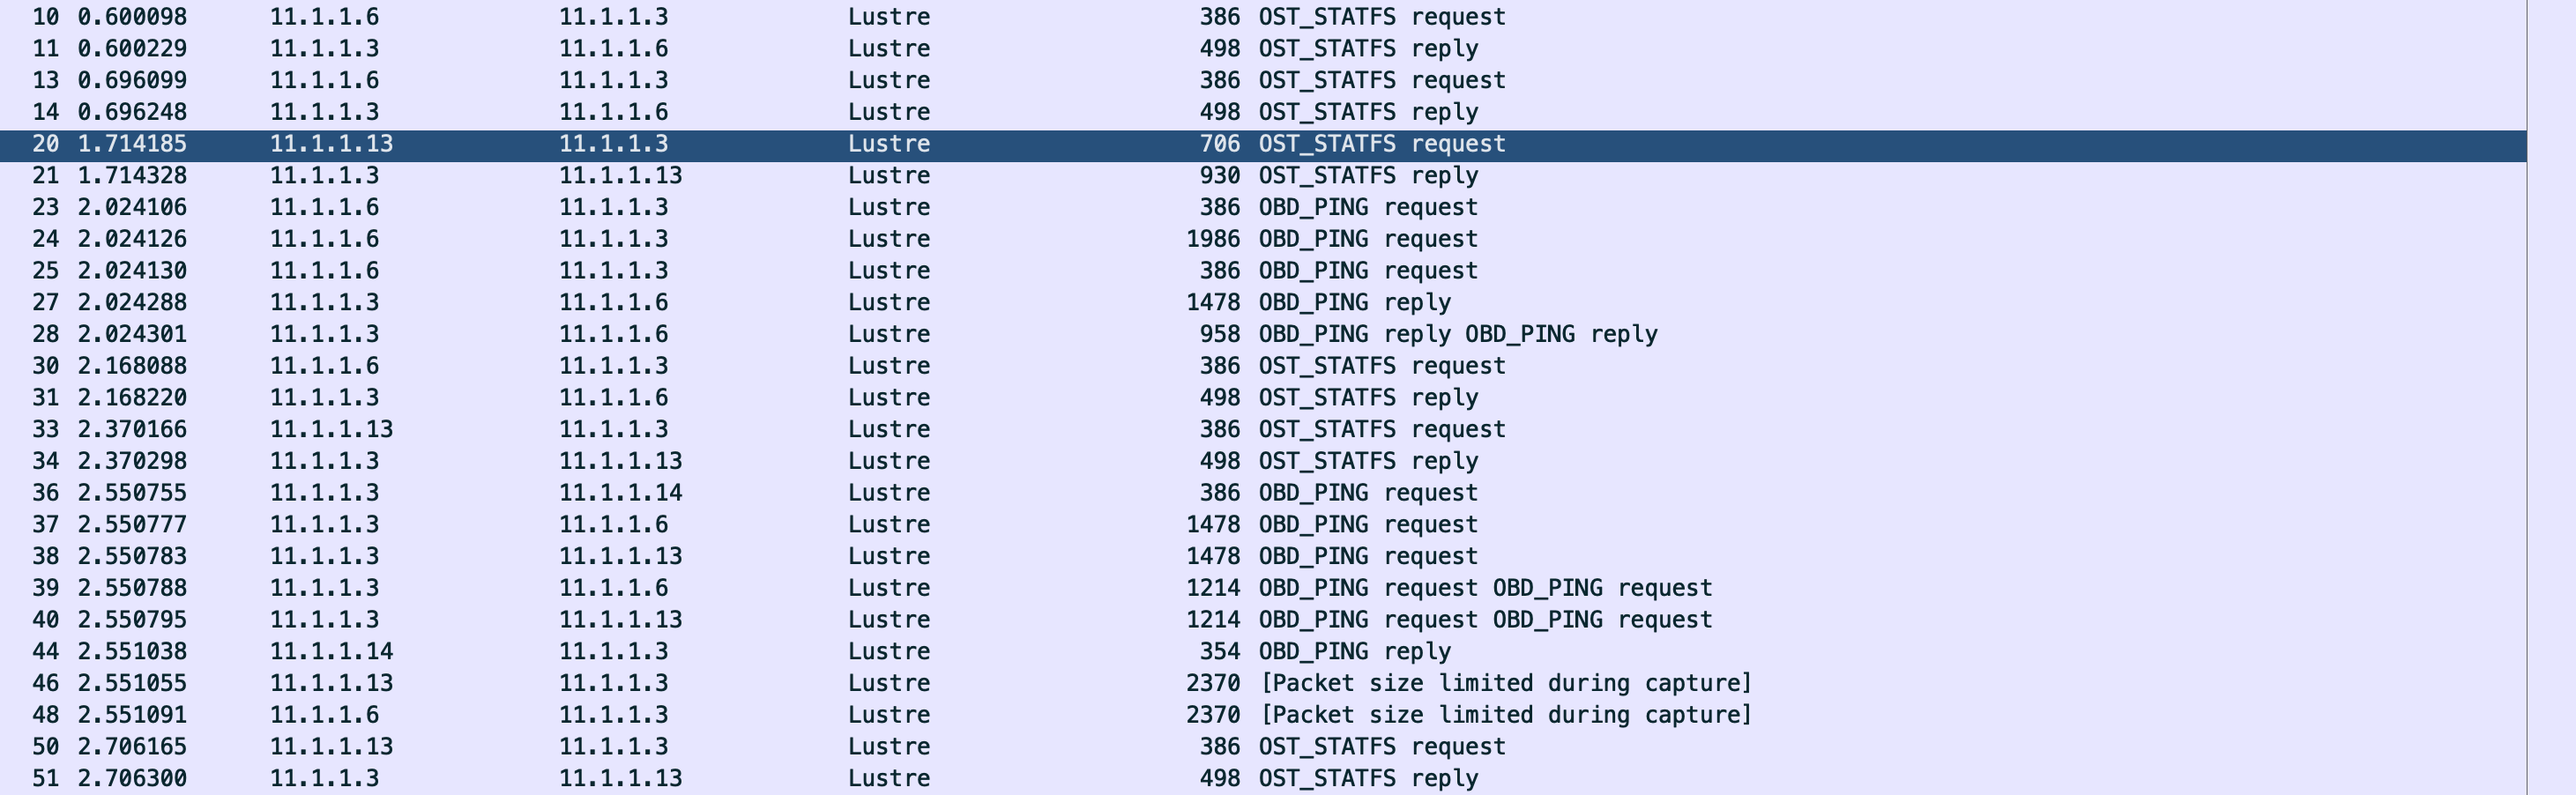 10 0.600098 11.1.1.6 11.1.1.3 Lustre 386 OST_STATFS request
11 0.600229 11.1.1.3 11.1.1.6 Lustre 498 OST_STATFS reply
13 0.696099 11.1.1.6 11.1.1.3 Lustre 386 OST_STATFS request
14 0.696248 11.1.1.3 11.1.1.6 Lustre 498 OST_STATFS reply
20 1.714185 11.1.1.13 11.1.1.3 Lustre 706 OST_STATFS request
21 1.714328 11.1.1.3 11.1.1.13 Lustre 930 OST_STATFS reply
23 2.024106 11.1.1.6 11.1.1.3 Lustre 386 OBD_PING request
24 2.024126 11.1.1.6 11.1.1.3 Lustre 1986 OBD_PING request
25 2.024130 11.1.1.6 11.1.1.3 Lustre 386 OBD_PING request
27 2.024288 11.1.1.3 11.1.1.6 Lustre 1478 OBD_PING reply
28 2.024301 11.1.1.3 11.1.1.6 Lustre 958 OBD_PING reply OBD_PING reply
30 2.168088 11.1.1.6 11.1.1.3 Lustre 386 OST_STATFS request
31 2.168220 11.1.1.3 11.1.1.6 Lustre 498 OST_STATFS reply
33 2.370166 11.1.1.13 11.1.1.3 Lustre 386 OST_STATFS request
34 2.370298 11.1.1.3 11.1.1.13 Lustre 498 OST_STATFS reply
36 2.550755 11.1.1.3 11.1.1.14 Lustre 386 OBD_PING request
37 2.550777 11.1.1.3 11.1.1.6 Lustre 1478 OBD_PING request
38 2.550783 11.1.1.3 11.1.1.13 Lustre 1478 OBD_PING request
39 2.550788 11.1.1.3 11.1.1.6 Lustre 1214 OBD_PING request OBD_PING request
40 2.550795 11.1.1.3 11.1.1.13 Lustre 1214 OBD_PING request OBD_PING request
44 2.551038 11.1.1.14 11.1.1.3 Lustre 354 OBD_PING reply
46 2.551055 11.1.1.13 11.1.1.3 Lustre 2370 [Packet size limited during capture]
48 2.551091 11.1.1.6 11.1.1.3 Lustre 2370 [Packet size limited during capture]
50 2.706165 11.1.1.13 11.1.1.3 Lustre 386 OST_STATFS request
51 2.706300 11.1.1.3 11.1.1.13 Lustre 498 OST_STATFS reply